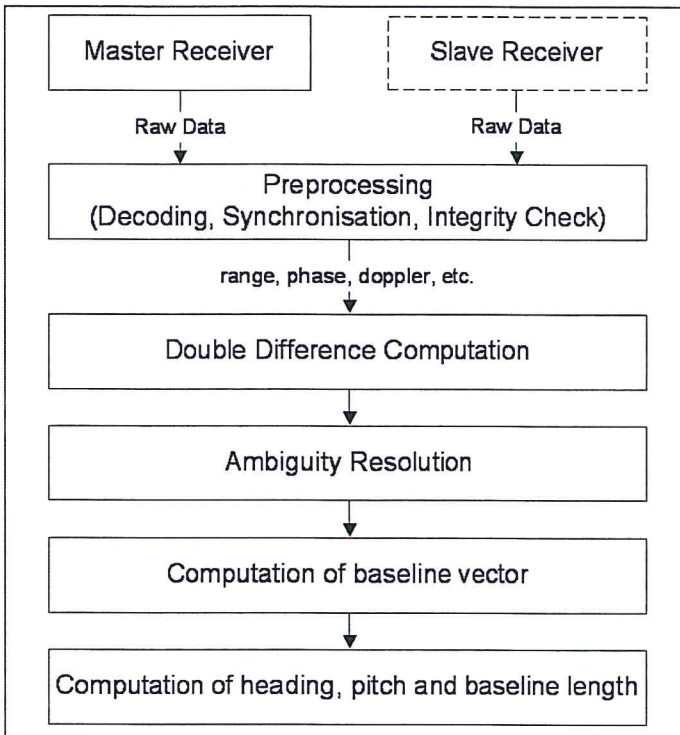 Master Receiver
Slave Receiver
Raw Data
Raw Data
Preprocessing
(Decoding, Synchronisation, Integrity Check)
range, phase, doppler, etc.
Double Difference Computation
Ambiguity Resolution
Computation of baseline vector
Computation of heading, pitch and baseline length